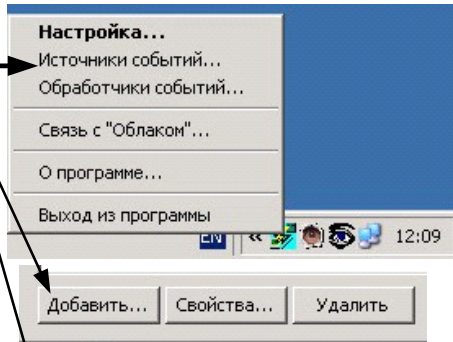 Настройка...
Источники событий...
Обработчики событий...
Связь с "Облаком"...
О программе...
Выход из программы
EN « 12:09
Добавить... Свойства... Удалить